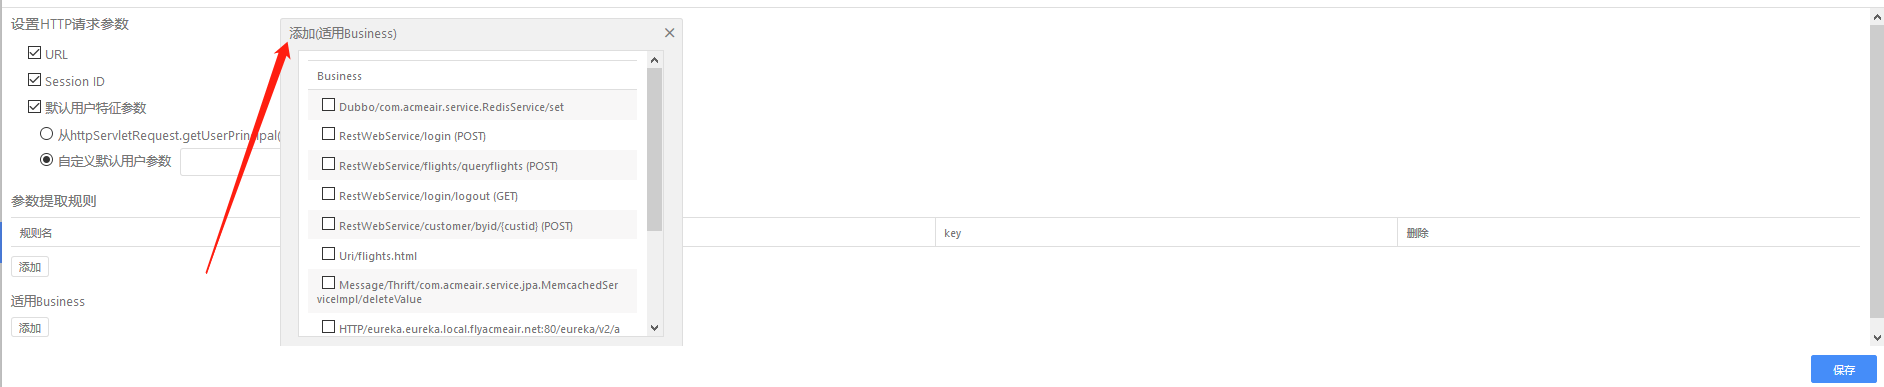 设置HTTP请求参数
URL
Session ID
默认用户特征参数
从httpServletRequest.getUserPrincipal(
自定义默认用户参数
参数提取规则
规则名
key
删除
添加
适用Business
添加
添加(适用Business)
Business
Dubbo/com.acmeair.service.RedisService/set
RestWebService/login (POST)
RestWebService/flights/queryflights (POST)
RestWebService/login/logout (GET)
RestWebService/customer/byid/{custid} (POST)
Uri/flights.html
Message/Thrift/com.acmeair.service.jpa.MemcachedSer
viceImpl/deleteValue
HTTP/eureka.eureka.local.flyacmeair.net:80/eureka/v2/a
保存